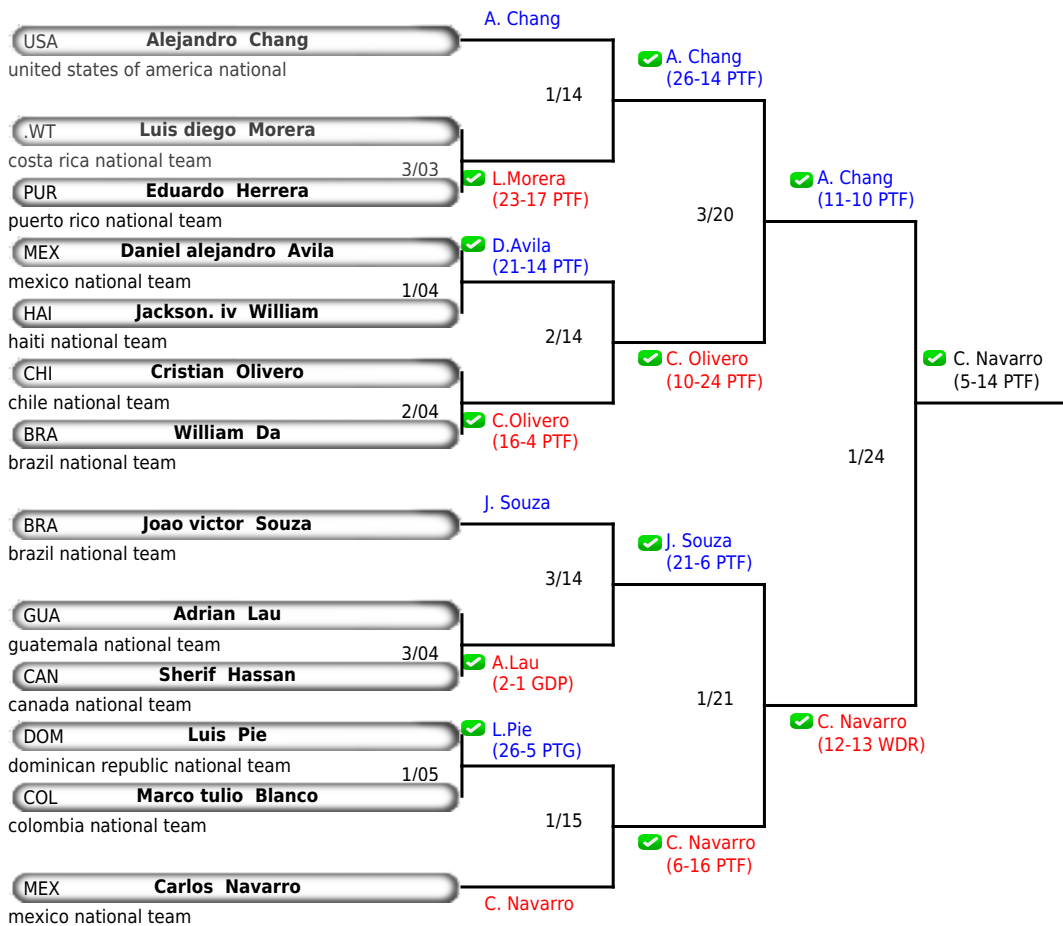 A. Chang
USA Alejandro Chang
united states of america national
A. Chang
(26-14 PTF)
1/14
.WT Luis diego Morera
costa rica national team
3/03
L.Morera
(23-17 PTF)
PUR Eduardo Herrera
puerto rico national team
A. Chang
(11-10 PTF)
3/20
MEX Daniel alejandro Avila
D.Avila
(21-14 PTF)
mexico national team
1/04
HAI Jackson. iv William
haiti national team
2/14
C. Olivero
(10-24 PTF)
CHI Cristian Olivero
chile national team
2/04
C.Olivero
(16-4 PTF)
BRA William Da
brazil national team
C. Navarro
(5-14 PTF)
1/24
J. Souza
BRA Joao victor Souza
brazil national team
J. Souza
(21-6 PTF)
3/14
GUA Adrian Lau
guatemala national team
3/04
A.Lau
(2-1 GDP)
CAN Sherif Hassan
canada national team
1/21
C. Navarro
(12-13 WDR)
DOM Luis Pie
L.Pie
(26-5 PTG)
dominican republic national team
1/05
COL Marco tulio Blanco
colombia national team
1/15
C. Navarro
(6-16 PTF)
MEX Carlos Navarro
C. Navarro
mexico national team